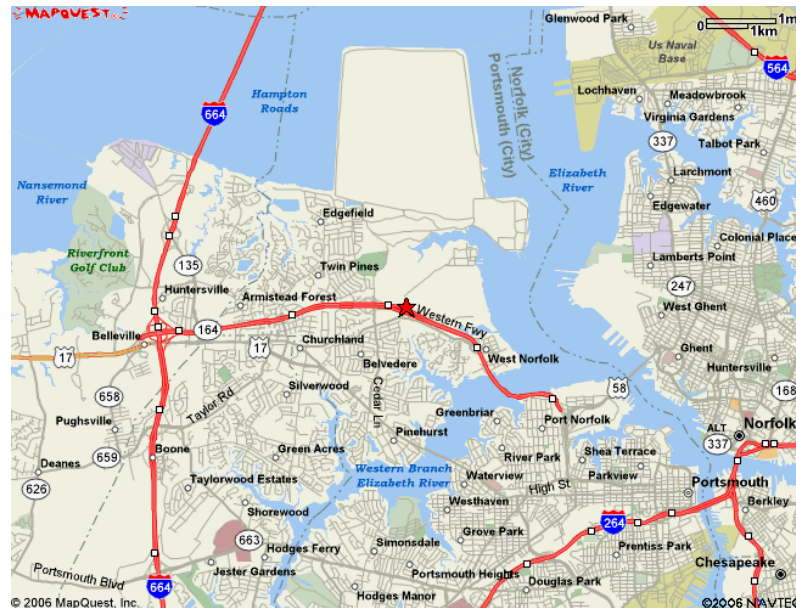 MAPQUEST
Glenwood Park
1m
0
1km
Us Naval
Base
564
Hampton
Roads
664
Norfolk (City)
Portsmouth (City)
Lochhaven
Meadowbrook
Virginia Gardens
337
Talbot Park
Nansemond
River
Elizabeth
River
Larchmont
460
Edgewater
Edgefield
Colonial Place
Riverfront
Golf Club
135
Twin Pines
Lamberts Point
247
Huntersville
Armistead Forest
West Ghent
Western Fwy
164
Belleville
17
17
Churchland
West Norfolk
Ghent
Huntersville
Belvedere
658
Silverwood
Cedar Ln
58
168
Taylor Rd
Greenbriar
Pughsville
Port Norfolk
ALT
Norfolk
337
Pinehurst
659
Boone
Green Acres
River Park
Shea Terrace
Deanes
Western Branch
Elizabeth River
Waterview
Parkview
626
Taylorwood Estates
High St
Portsmouth
Westhaven
Berkley
Shorewood
264
663
Grove Park
Hodges Ferry
Simonsdale
Prentiss Park
Jester Gardens
Portsmouth Heights
Chesapeake
Portsmouth Blvd
664
Hodges Manor
Douglas Park
© 2006 MapQuest, Inc.
©2006 NAVTEQ